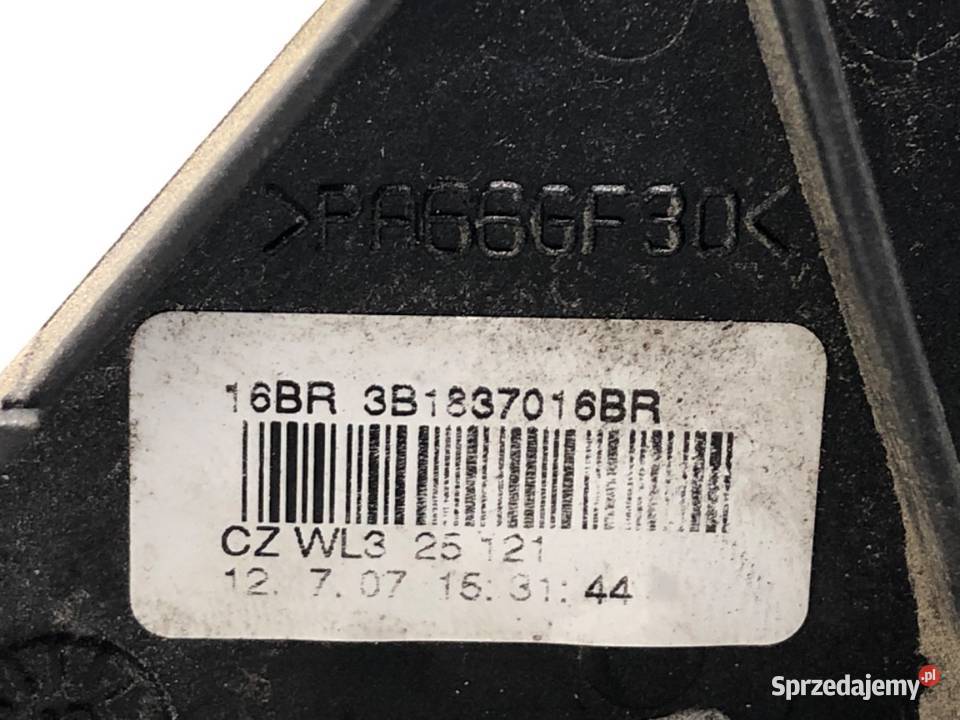 >PA66GF30<
16BR 3B1837016BR
CZ WL3 25 121
12. 7.07 15:31:44
Sprzedajemy.pl